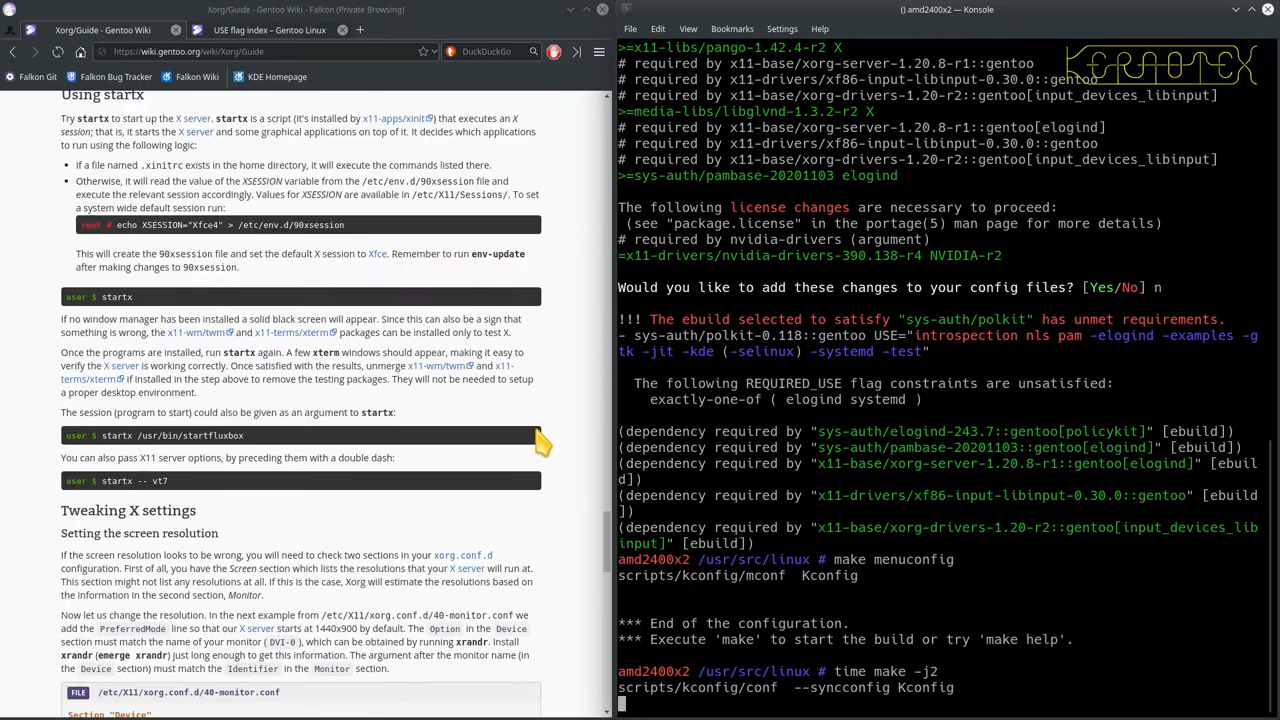 Xorg/Guide - Gentoo Wiki - Falkon (Private Browsing)
Xorg/Guide - Gentoo Wiki
USE flag index – Gentoo Linux
https://wiki.gentoo.org/wiki/Xorg/Guide
DuckDuckGo
Falkon Git
Falkon Bug Tracker
Falkon Wiki
KDE Homepage
Using startx
Try startx to start up the X server. startx is a script (it's installed by x11-apps/xinit) that executes an X
session; that is, it starts the X server and some graphical applications on top of it. It decides which applications
to run using the following logic:
• If a file named .xinitrc exists in the home directory, it will execute the commands listed there.
• Otherwise, it will read the value of the XSESSION variable from the /etc/env.d/90xsession file and
execute the relevant session accordingly. Values for XSESSION are available in /etc/X11/Sessions/. To set
a system wide default session run:
root # echo XSESSION="Xfce4" > /etc/env.d/90xsession
This will create the 90xsession file and set the default X session to Xfce. Remember to run env-update
after making changes to 90xsession.
user $ startx
If no window manager has been installed a solid black screen will appear. Since this can also be a sign that
something is wrong, the x11-wm/twm and x11-terms/xterm packages can be installed only to test X.
Once the programs are installed, run startx again. A few xterm windows should appear, making it easy to
verify the X server is working correctly. Once satisfied with the results, unmerge x11-wm/twm and x11-
terms/xterm if installed in the step above to remove the testing packages. They will not be needed to setup
a proper desktop environment.
The session (program to start) could also be given as an argument to startx:
user $ startx /usr/bin/startfluxbox
You can also pass X11 server options, by preceding them with a double dash:
user $ startx -- vt7
Tweaking X settings
Setting the screen resolution
If the screen resolution looks to be wrong, you will need to check two sections in your xorg.conf.d
configuration. First of all, you have the Screen section which lists the resolutions that your X server will run at.
This section might not list any resolutions at all. If this is the case, Xorg will estimate the resolutions based on
the information in the second section, Monitor.
Now let us change the resolution. In the next example from /etc/X11/xorg.conf.d/40-monitor.conf we
add the PreferredMode line so that our X server starts at 1440x900 by default. The Option in the Device
section must match the name of your monitor (DVI-0), which can be obtained by running xrandr. Install
xrandr (emerge xrandr) just long enough to get this information. The argument after the monitor name (in
the Device section) must match the Identifier in the Monitor section.
FILE /etc/X11/xorg.conf.d/40-monitor.conf
Section "Device"
() amd2400x2 — Konsole
File Edit View Bookmarks Settings Help
KERNOTEX
>=x11-libs/pango-1.42.4-r2 X
# required by x11-base/xorg-server-1.20.8-r1::gentoo
# required by x11-drivers/xf86-input-libinput-0.30.0::gentoo
# required by x11-base/xorg-drivers-1.20-r2::gentoo[input_devices_libinput]
>=media-libs/libglvnd-1.3.2-r2 X
# required by x11-base/xorg-server-1.20.8-r1::gentoo[elogind]
# required by x11-drivers/xf86-input-libinput-0.30.0::gentoo
# required by x11-base/xorg-drivers-1.20-r2::gentoo[input_devices_libinput]
>=sys-auth/pambase-20201103 elogind
The following license changes are necessary to proceed:
(see "package.license" in the portage(5) man page for more details)
# required by nvidia-drivers (argument)
=x11-drivers/nvidia-drivers-390.138-r4 NVIDIA-r2
Would you like to add these changes to your config files? [Yes/No] n
!!! The ebuild selected to satisfy "sys-auth/polkit" has unmet requirements.
- sys-auth/polkit-0.118::gentoo USE="introspection nls pam -elogind -examples -g
tk -jit -kde (-selinux) -systemd -test"
The following REQUIRED_USE flag constraints are unsatisfied:
exactly-one-of ( elogind systemd )
(dependency required by "sys-auth/elogind-243.7::gentoo[policykit]" [ebuild])
(dependency required by "sys-auth/pambase-20201103::gentoo[elogind]" [ebuild])
(dependency required by "x11-base/xorg-server-1.20.8-r1::gentoo[elogind]" [ebuil
d])
(dependency required by "x11-drivers/xf86-input-libinput-0.30.0::gentoo" [ebuild
])
(dependency required by "x11-base/xorg-drivers-1.20-r2::gentoo[input_devices_lib
input]" [ebuild])
amd2400x2 /usr/src/linux # make menuconfig
scripts/kconfig/mconf Kconfig
*** End of the configuration.
*** Execute 'make' to start the build or try 'make help'.
amd2400x2 /usr/src/linux # time make -j2
scripts/kconfig/conf --syncconfig Kconfig